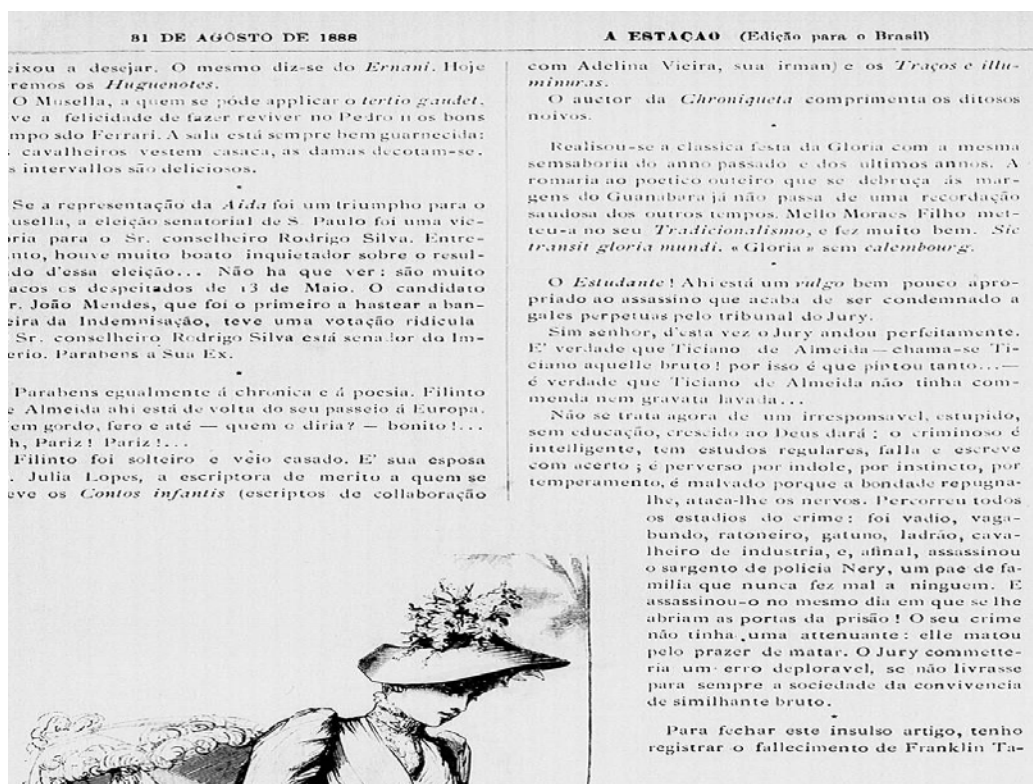 31 DE AGOSTO DE 1888
A ESTAÇAO (Edição para o Brasil)
eixou a desejar. O mesmo diz-se do Ernani. Hoje
remos os Huguenotes.
O Musella, a quem se póde applicar o tertio gaudet,
ve a felicidade de fazer reviver no Pedro II os bons
mpo sdo Ferrari. A sala está sempre bem guarnecida:
s cavalheiros vestem casaca, as damas decotam-se.
s intervallos são deliciosos.
*
Se a representação da Aida foi um triumpho para o
usella, a eleição senatorial de S. Paulo foi uma vic-
oria para o Sr. conselheiro Rodrigo Silva. Entre-
nto, houve muito boato inquietador sobre o resul-
do d'essa eleição... Não ha que ver: são muito
acos os despeitados de 13 de Maio. O candidato
r. João Mendes, que foi o primeiro a hastear a ban-
eira da Indemnisação, teve uma votação ridicula
Sr. conselheiro Rodrigo Silva está senador do Im-
erio. Parabens a Sua Ex.
*
Parabens egualmente á chronica e á poesia. Filinto
e Almeida ahi está de volta do seu passeio á Europa.
em gordo, fero e até — quem o diria? — bonito!...
h, Pariz! Pariz!...
Filinto foi solteiro e veio casado. E' sua esposa
. Julia Lopes, a escriptora de merito a quem se
eve os Contos infantis (escriptos de collaboração
com Adelina Vieira, sua irman) e os Traços e illu-
minuras.
O auctor da Chroniqueta comprimenta os ditosos
noivos.
*
Realisou-se a classica festa da Gloria com a mesma
semsaboria do anno passado e dos ultimos annos. A
romaria ao poetico outeiro que se debruça ás mar-
gens do Guanabara já não passa de uma recordação
saudosa dos outros tempos. Mello Moraes Filho met-
teu-a no seu Tradicionalismo, e fez muito bem. Sic
transit gloria mundi. « Gloria » sem calembourg.
*
O Estudante! Ahi está um vulgo bem pouco apro-
priado ao assassino que acaba de ser condemnado a
gales perpetuas pelo tribunal do Jury.
Sim senhor, d'esta vez o Jury andou perfeitamente.
E' verdade que Ticiano de Almeida — chama-se Ti-
ciano aquelle bruto! por isso é que pintou tanto...—
é verdade que Ticiano de Almeida não tinha com-
menda nem gravata lavada...
Não se trata agora de um irresponsavel, estupido,
sem educação, crescido ao Deus dará; o criminoso é
intelligente, tem estudos regulares, falla e escreve
com acerto; é perverso por indole, por instincto, por
temperamento, é malvado porque a bondade repugna-
lhe, ataca-lhe os nervos. Percorreu todos
os estadios do crime: foi vadio, vaga-
bundo, ratoneiro, gatuno, ladrão, cava-
lheiro de industria, e, afinal, assassinou
o sargento de policia Nery, um pae de fa-
milia que nunca fez mal a ninguem. E
assassinou-o no mesmo dia em que se lhe
abriam as portas da prisão! O seu crime
não tinha uma attenuante: elle matou
pelo prazer de matar. O Jury commette-
ria um erro deploravel, se não livrasse
para sempre a sociedade da convivencia
de similhante bruto.
*
Para fechar este insulso artigo, tenho
registrar o fallecimento de Franklin Ta-